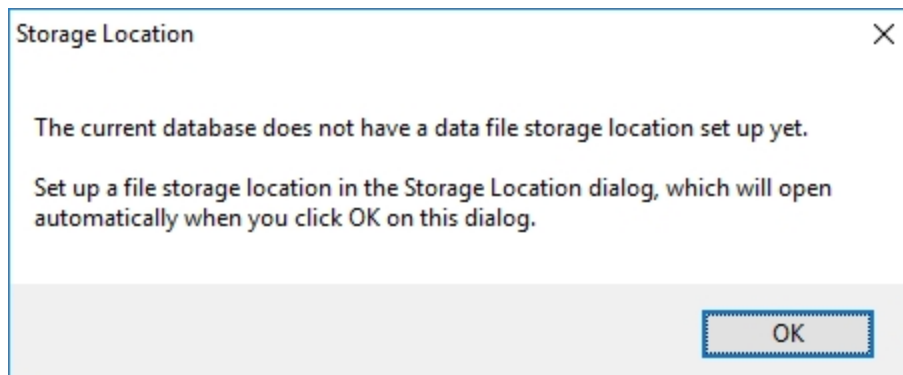 Storage Location
The current database does not have a data file storage location set up yet.
Set up a file storage location in the Storage Location dialog, which will open
automatically when you click OK on this dialog.
OK